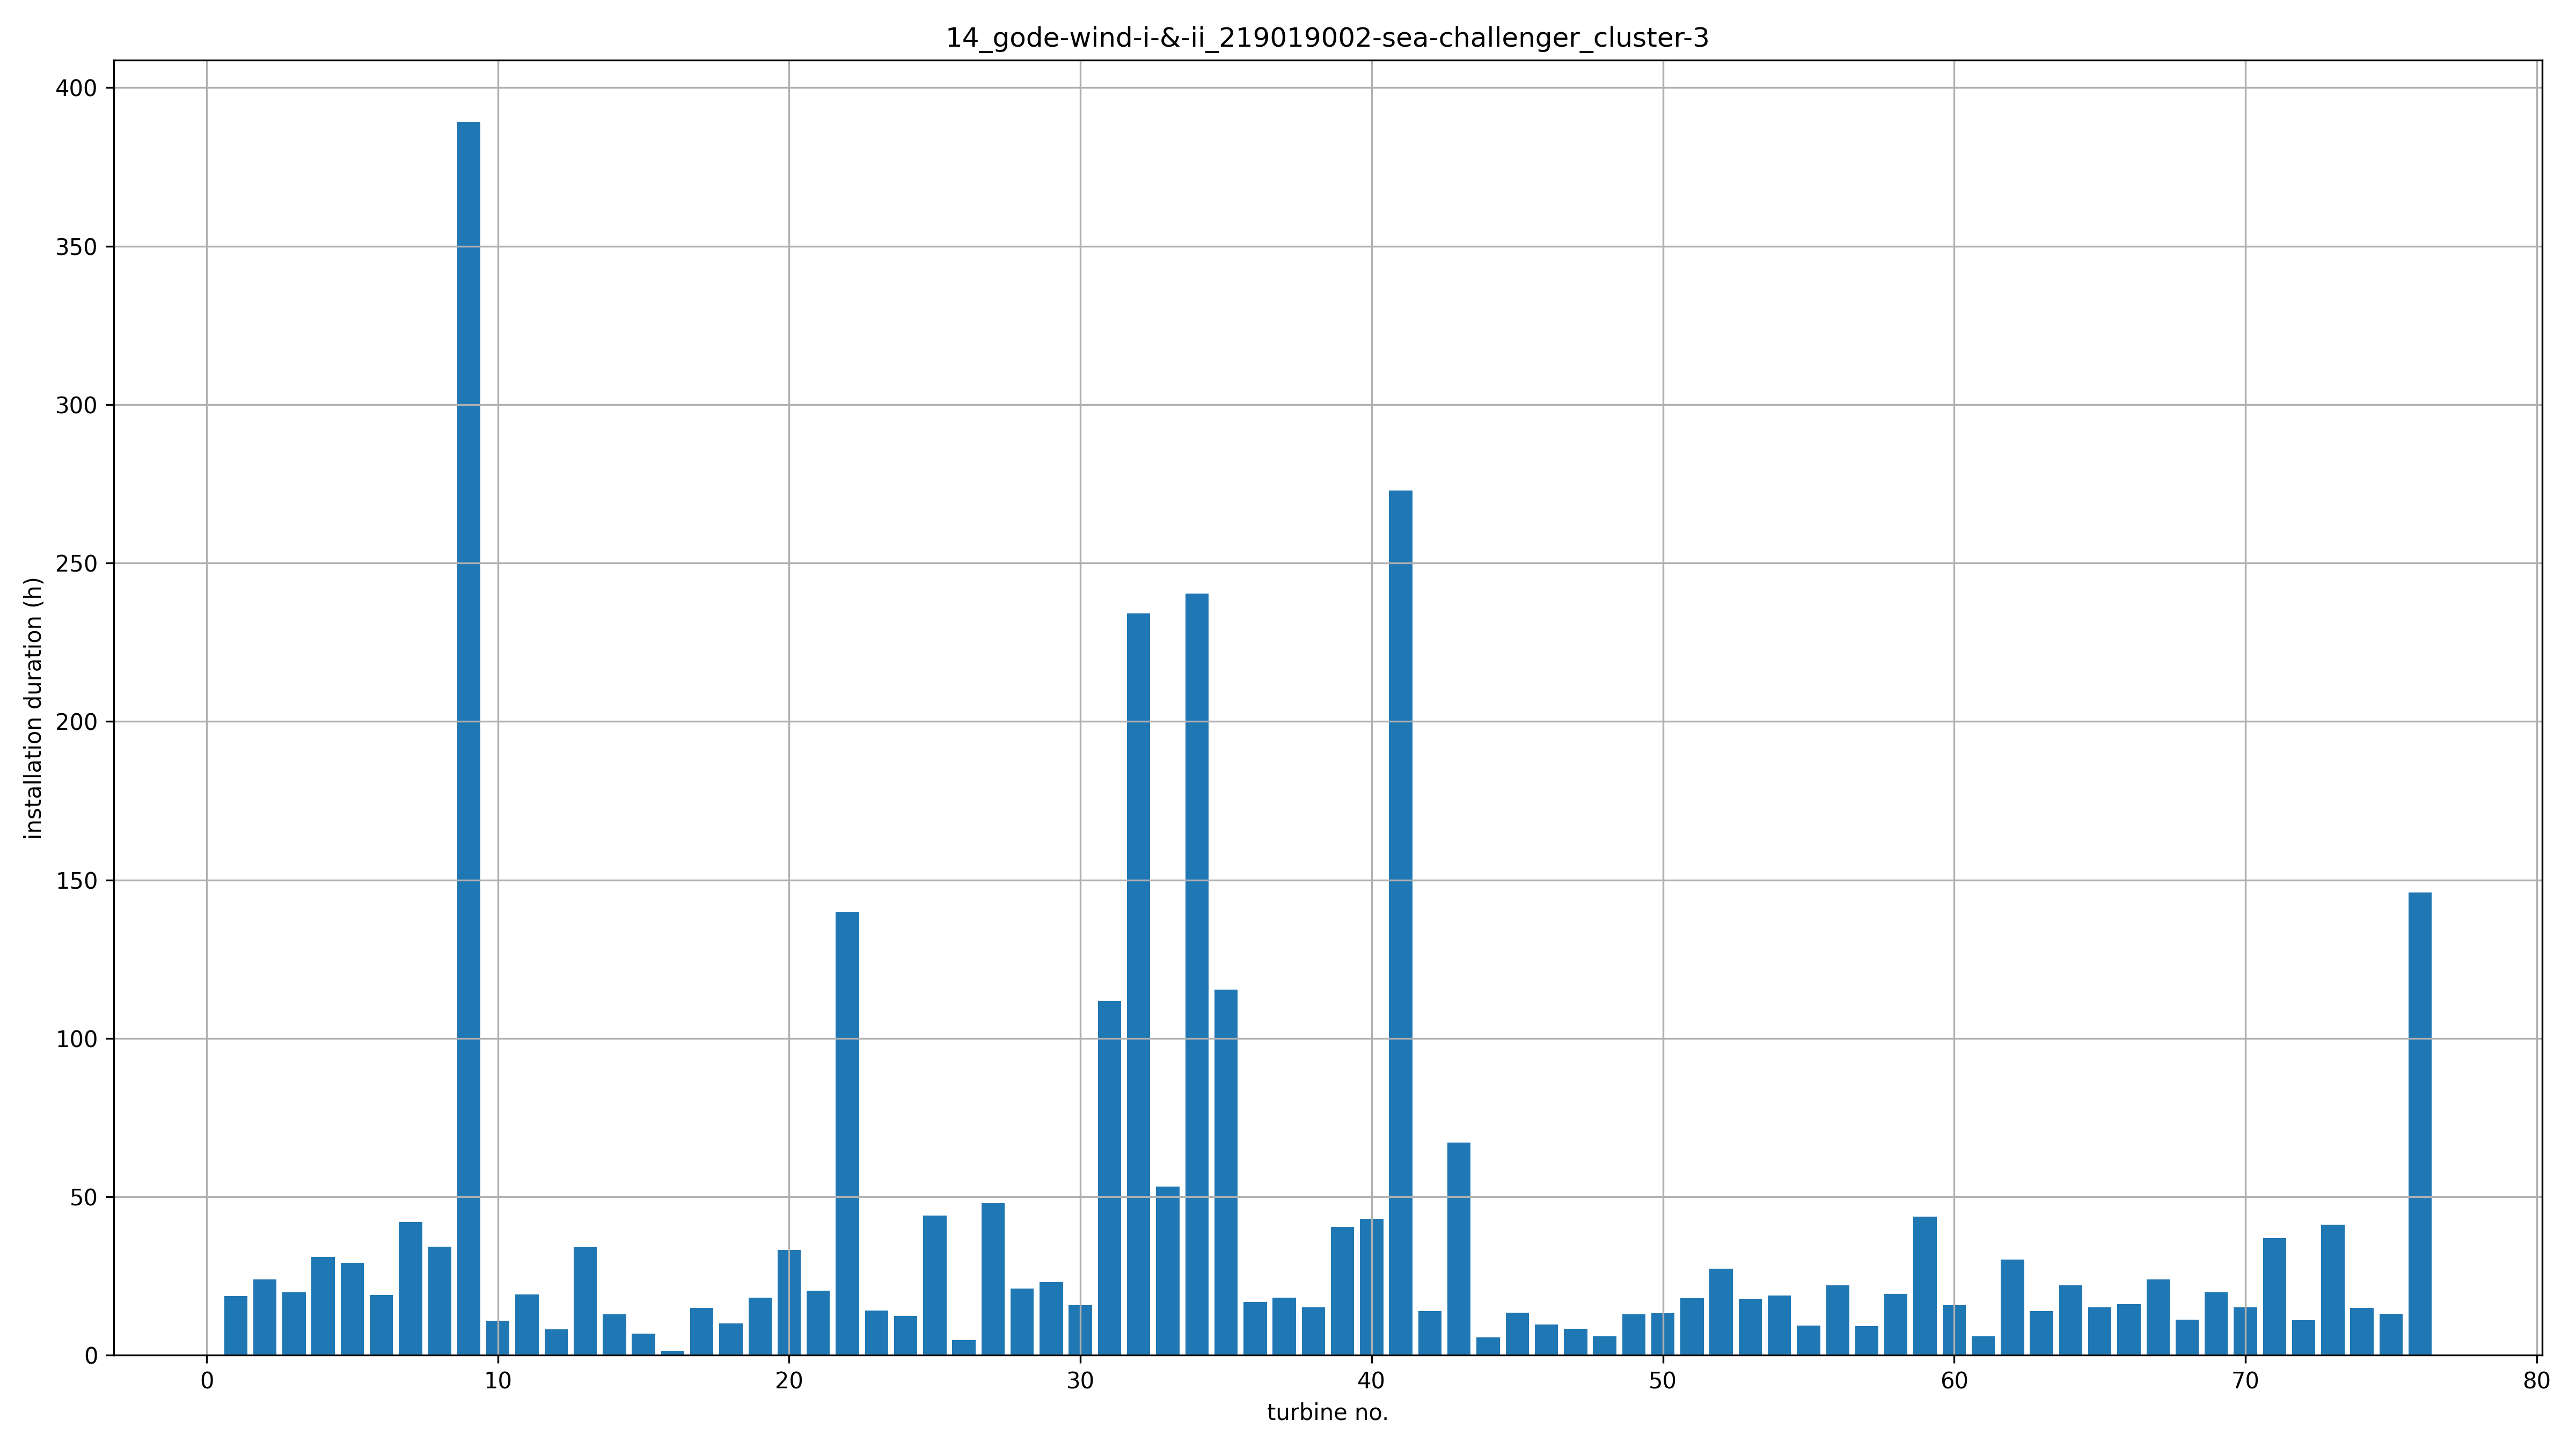 14_gode-wind-i-&-ii_219019002-sea-challenger_cluster-3
400
350
300
250
200
150
100
50
0
installation duration (h)
0 10 20 30 40 50 60 70 80
turbine no.